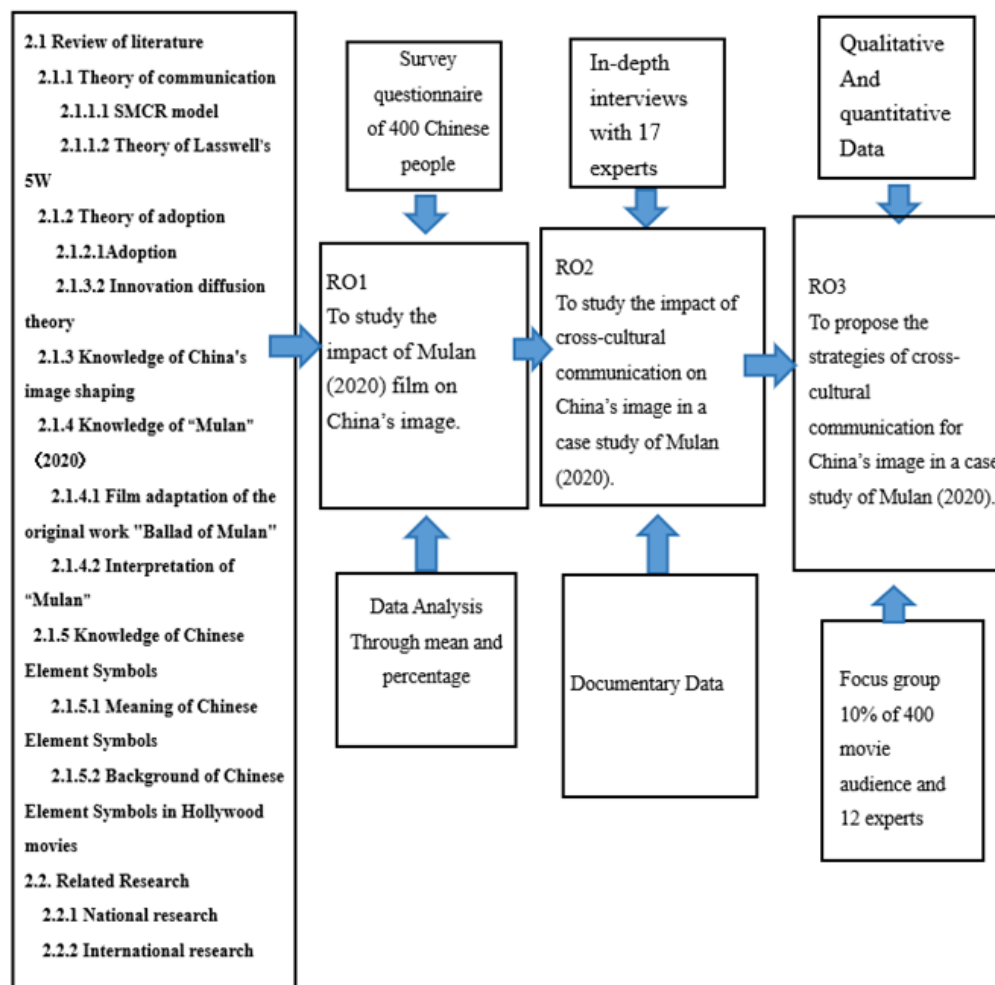 2.1 Review of literature
2.1.1 Theory of communication
2.1.1.1 SMCR model
2.1.1.2 Theory of Lasswell's
5W
2.1.2 Theory of adoption
2.1.2.1Adoption
2.1.3.2 Innovation diffusion
theory
2.1.3 Knowledge of China's
image shaping
2.1.4 Knowledge of “Mulan”
（2020）
2.1.4.1 Film adaptation of the
original work "Ballad of Mulan"
2.1.4.2 Interpretation of
“Mulan”
2.1.5 Knowledge of Chinese
Element Symbols
2.1.5.1 Meaning of Chinese
Element Symbols
2.1.5.2 Background of Chinese
Element Symbols in Hollywood
movies
2.2. Related Research
2.2.1 National research
2.2.2 International research
Survey
questionnaire
of 400 Chinese
people
RO1
To study the
impact of Mulan
(2020) film on
China’s image.
Data Analysis
Through mean and
percentage
In-depth
interviews
with 17
experts
RO2
To study the impact of
cross-cultural
communication on
China’s image in a
case study of Mulan
(2020).
Documentary Data
Qualitative
And
quantitative
Data
RO3
To propose the
strategies of cross-
cultural
communication for
China’s image in a case
study of Mulan (2020).
Focus group
10% of 400
movie
audience and
12 experts